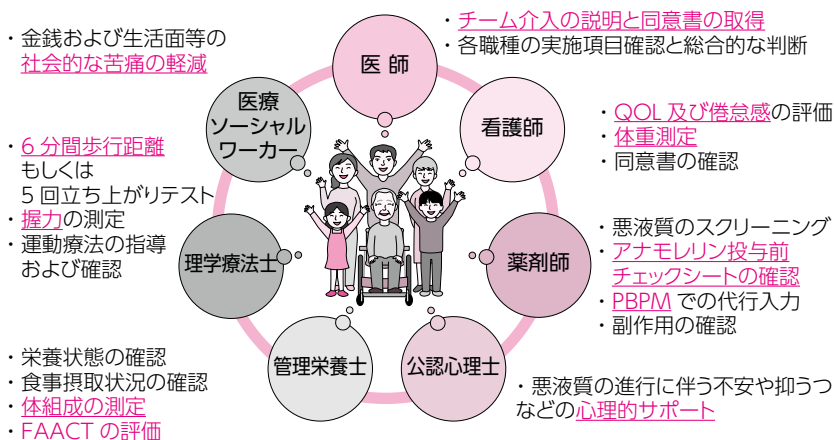 ・チーム介入の説明と同意書の取得
・各職種の実施項目確認と総合的な判断
医師
・金銭および生活面等の
社会的な苦痛の軽減
医療
ソーシャル
ワーカー
看護師
・QOL 及び倦怠感の評価
・体重測定
・同意書の確認
・6 分間歩行距離
もしくは
5 回立ち上がりテスト
・握力の測定
・運動療法の指導
および確認
理学療法士
薬剤師
・悪液質のスクリーニング
・アナモレリン投与前
チェックシートの確認
・PBPM での代行入力
・副作用の確認
管理栄養士
公認心理士
・栄養状態の確認
・食事摂取状況の確認
・体組成の測定
・FAACT の評価
・悪液質の進行に伴う不安や抑うつ
などの心理的サポート